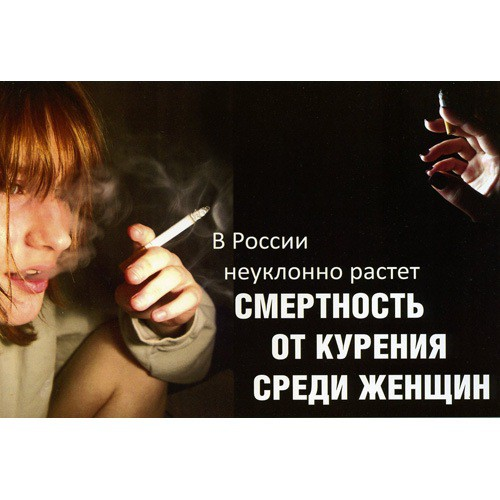 В России
неуклонно растет
СМЕРТНОСТЬ
ОТ КУРЕНИЯ
СРЕДИ ЖЕНЩИН